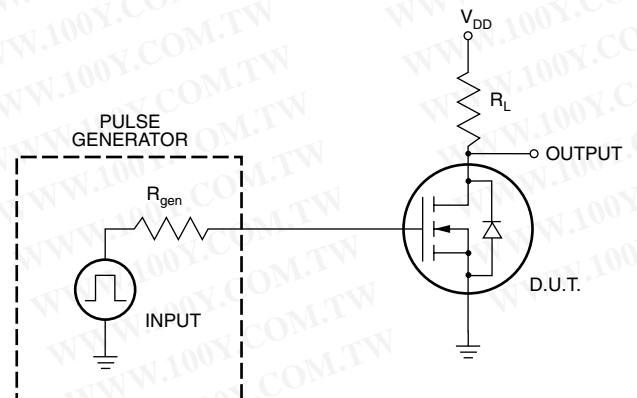 V_DD
R_L
PULSE
GENERATOR
OUTPUT
R_gen
D.U.T.
INPUT
WWW.100Y.COM.TW